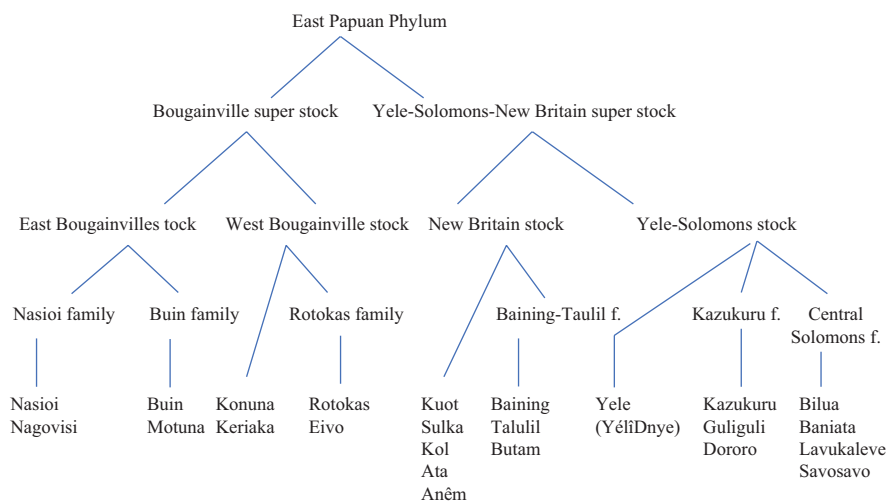 East Papuan Phylum
Bougainville super stock
Yele-Solomons-New Britain super stock
East Bougainvilles tock
West Bougainville stock
New Britain stock
Yele-Solomons stock
Nasioi family
Buin family
Rotokas family
Baining-Taulil f.
Kazukuru f.
Central
Solomons f.
Nasioi
Nagovisi
Buin
Motuna
Konuna
Keriaka
Rotokas
Eivo
Kuot
Sulka
Kol
Ata
Anêm
Baining
Talulil
Butam
Yele
(YélîDnye)
Kazukuru
Guliguli
Dororo
Bilua
Baniata
Lavukaleve
Savosavo